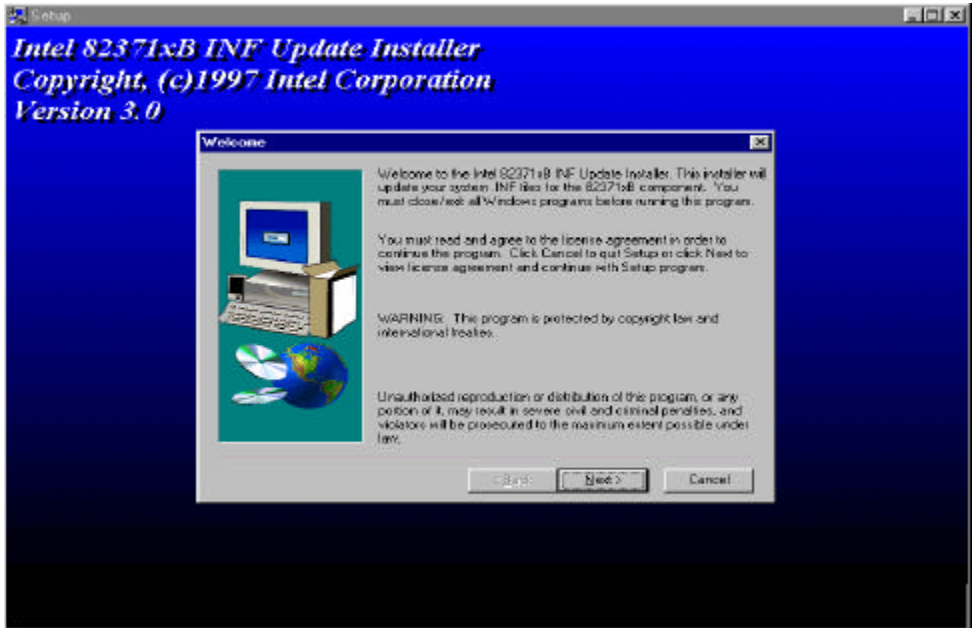 Setup
Intel 82371xB INF Update Installer
Copyright, (c)1997 Intel Corporation
Version 3.0
Welcome
Welcome to the Intel 82371xB INF Update Installer. This installer will
update your system .INF files for the 82371xB component. You
must close/exit all Windows programs before running this program.
You must read and agree to the license agreement in order to
continue the program. Click Cancel to quit Setup or click Next to
view license agreement and continue with Setup program.
WARNING: This program is protected by copyright law and
international treaties.
Unauthorized reproduction or distribution of this program, or any
portion of it, may result in severe civil and criminal penalties, and
violators will be prosecuted to the maximum extent possible under
law.
< Back
Next >
Cancel